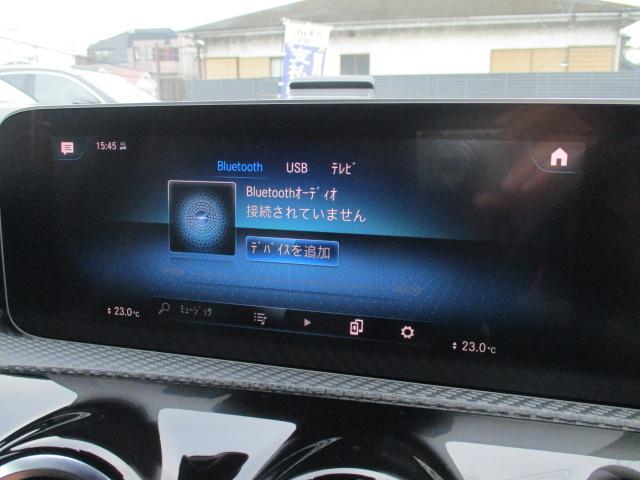 15:45
Bluetooth USB テレビ
Bluetoothオーディオ
接続されていません
デバイスを追加
ミュージック
23.0℃
23.0℃